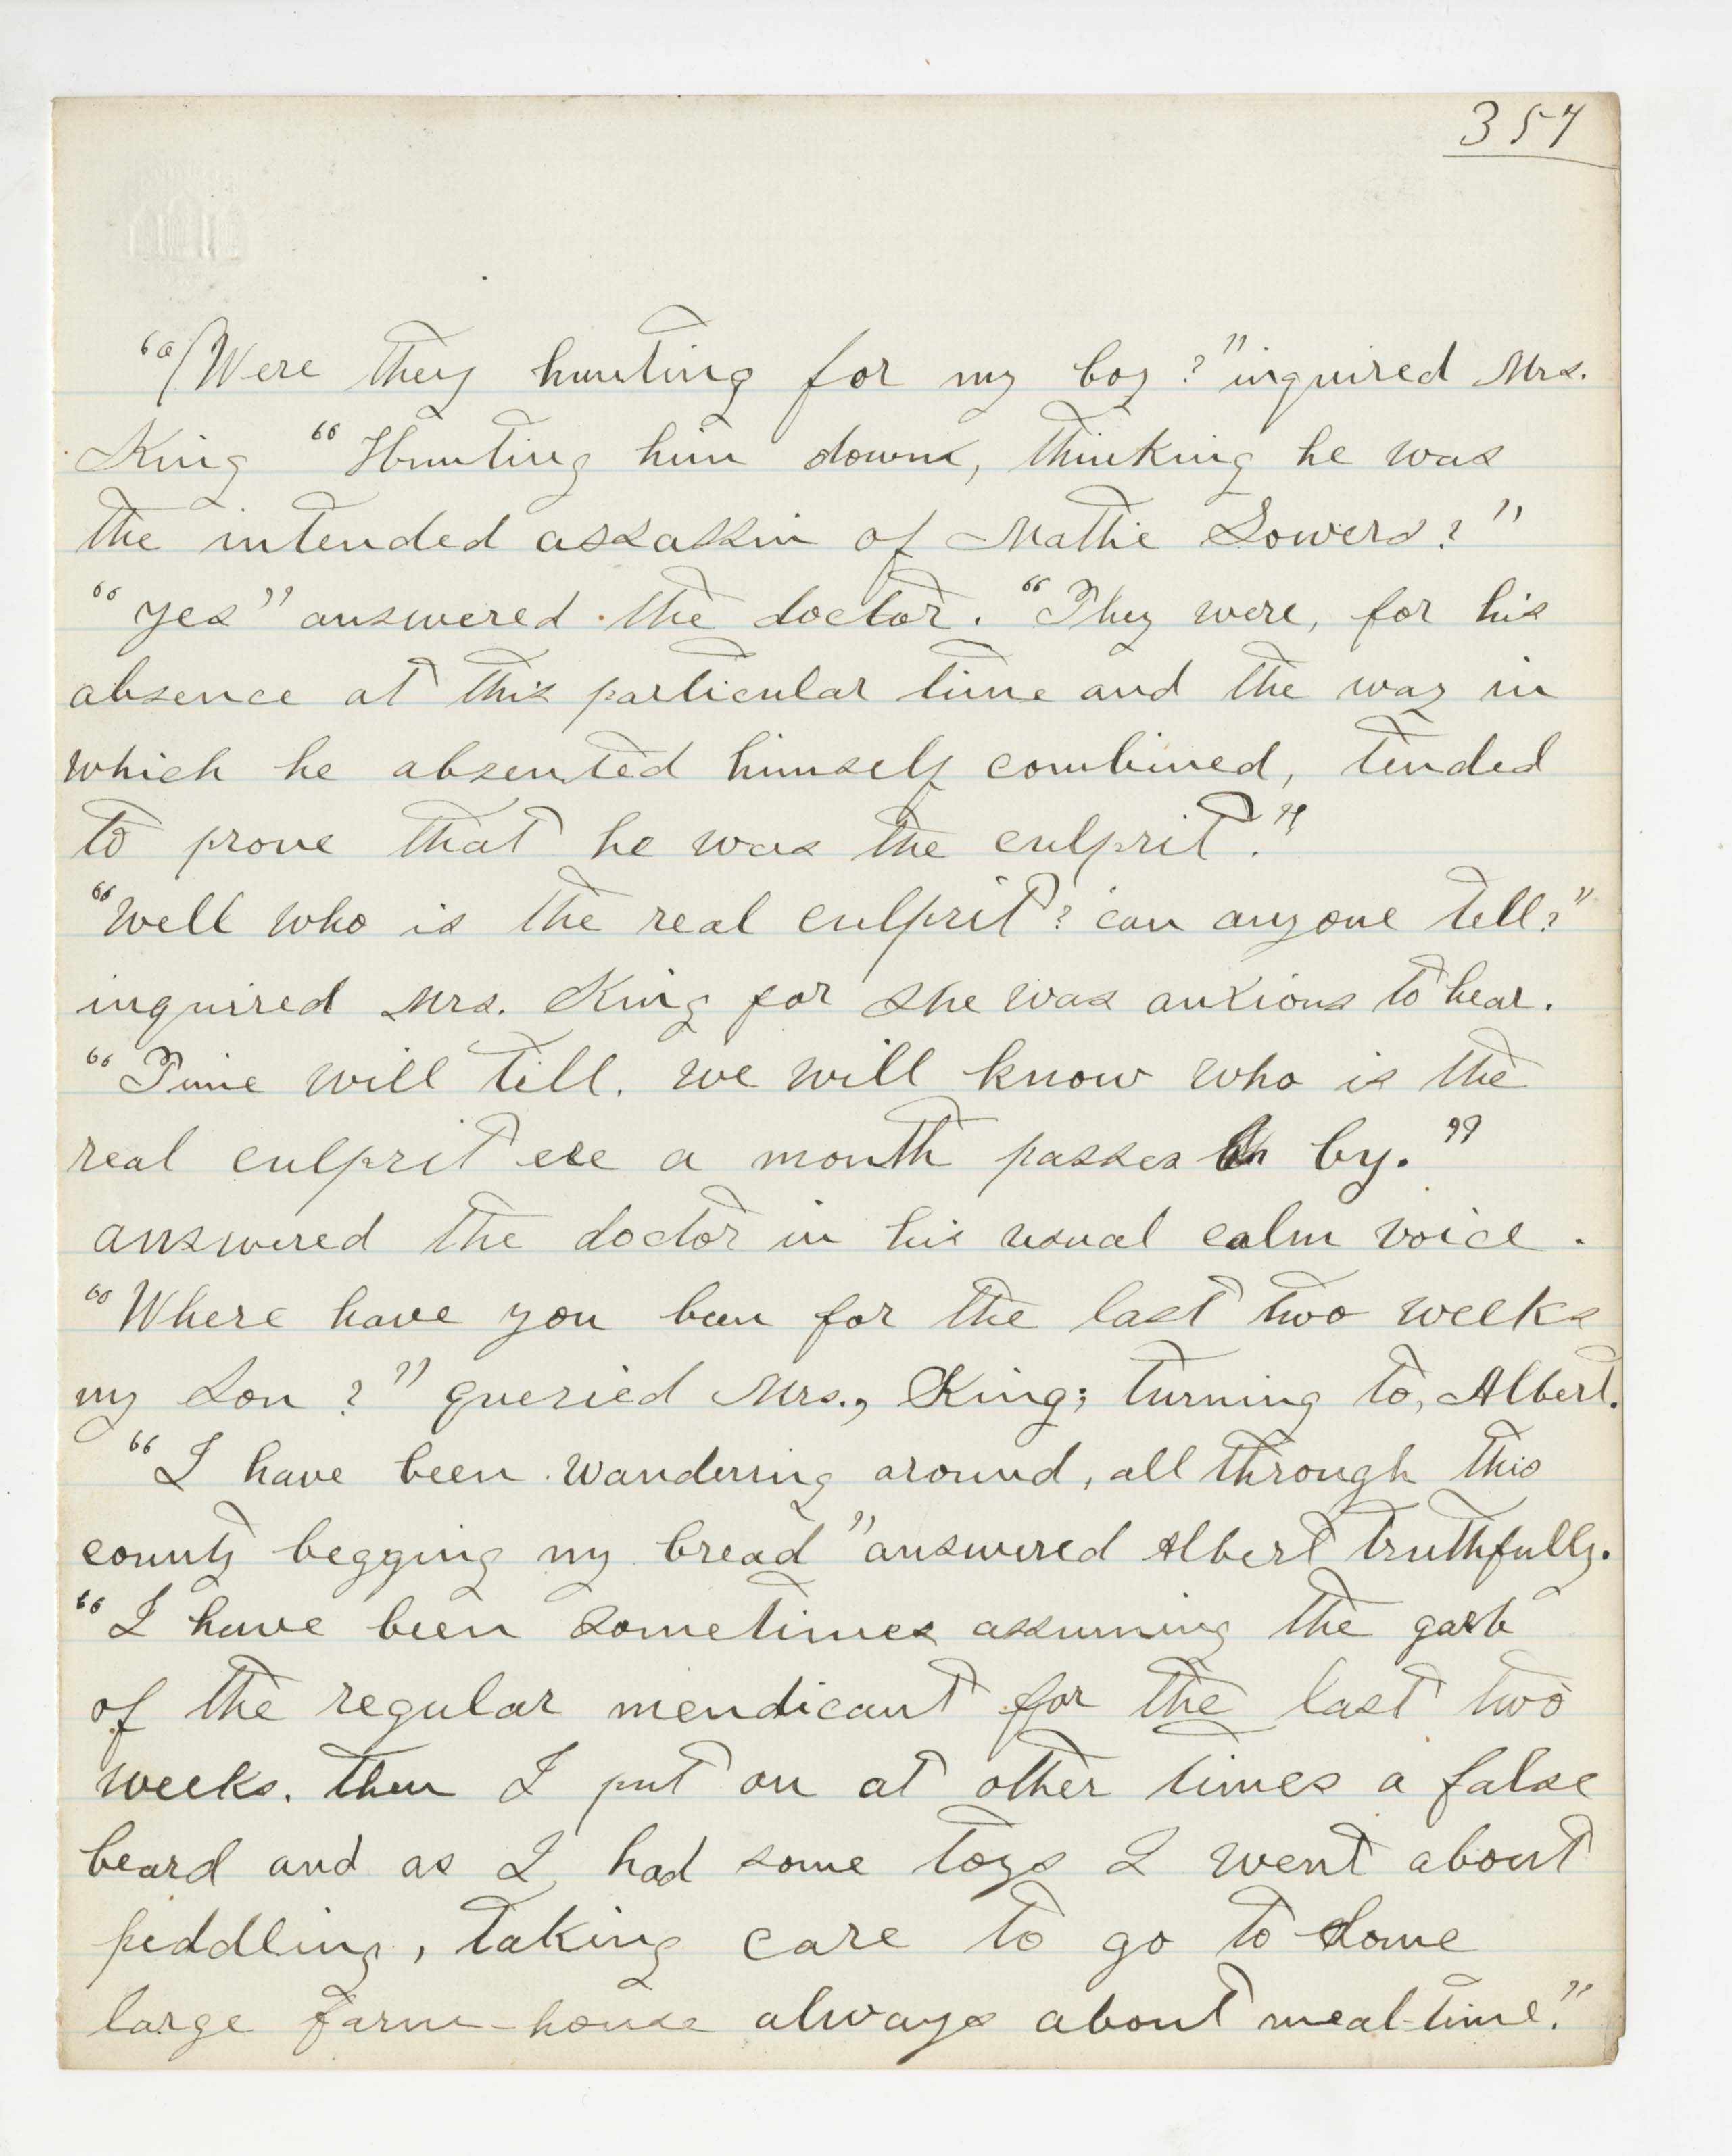 357
"Were they hunting for my boy?" inquired Mrs.
King "Hunting him down, thinking he was
the intended assassin of Mattie Sowers?"
"yes" answered the doctor. "They were, for his
absence at this particular time and the way in
which he absented himself combined, tended
to prove that he was the culprit."
"Well who is the real culprit? can anyone tell?"
inquired Mrs. King for she was anxious to hear.
"Time will tell. we will know who is the
real culprit ere a month passes by."
answered the doctor in his usual calm voice.
"Where have you been for the last two weeks
my Son?" queried Mrs., King; turning to, Albert.
"I have been wandering around, all through this
county begging my bread" answered Albert truthfully.
"I have been sometimes assuming the garb
of the regular mendicant for the last two
weeks. then I put on at other times a false
beard and as I had some toys I went about
peddling, taking care to go to some
large farm-house always about meal-time."